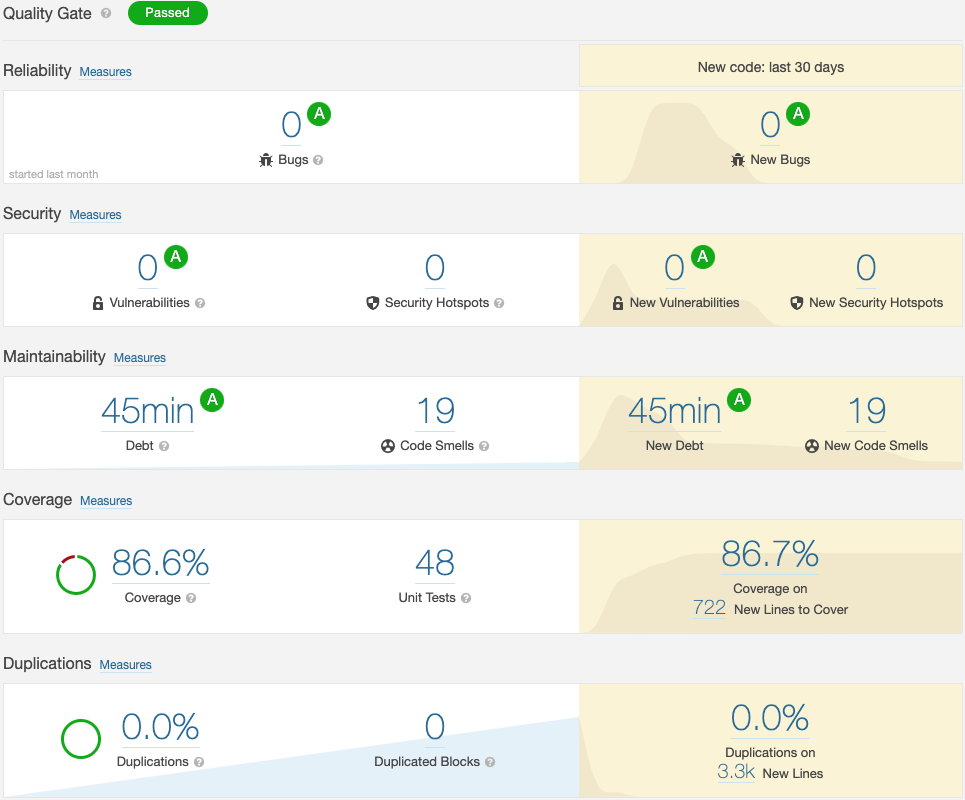 Quality Gate ? Passed
Reliability Measures
New code: last 30 days
0 A
Bugs ?
started last month
0 A
New Bugs
Security Measures
0 A
Vulnerabilities ?
0
Security Hotspots ?
0 A
New Vulnerabilities
0
New Security Hotspots
Maintainability Measures
45min A
Debt ?
19
Code Smells ?
45min A
New Debt
19
New Code Smells
Coverage Measures
86.6%
Coverage ?
48
Unit Tests ?
86.7%
Coverage on
722 New Lines to Cover
Duplications Measures
0.0%
Duplications ?
0
Duplicated Blocks ?
0.0%
Duplications on
3.3k New Lines